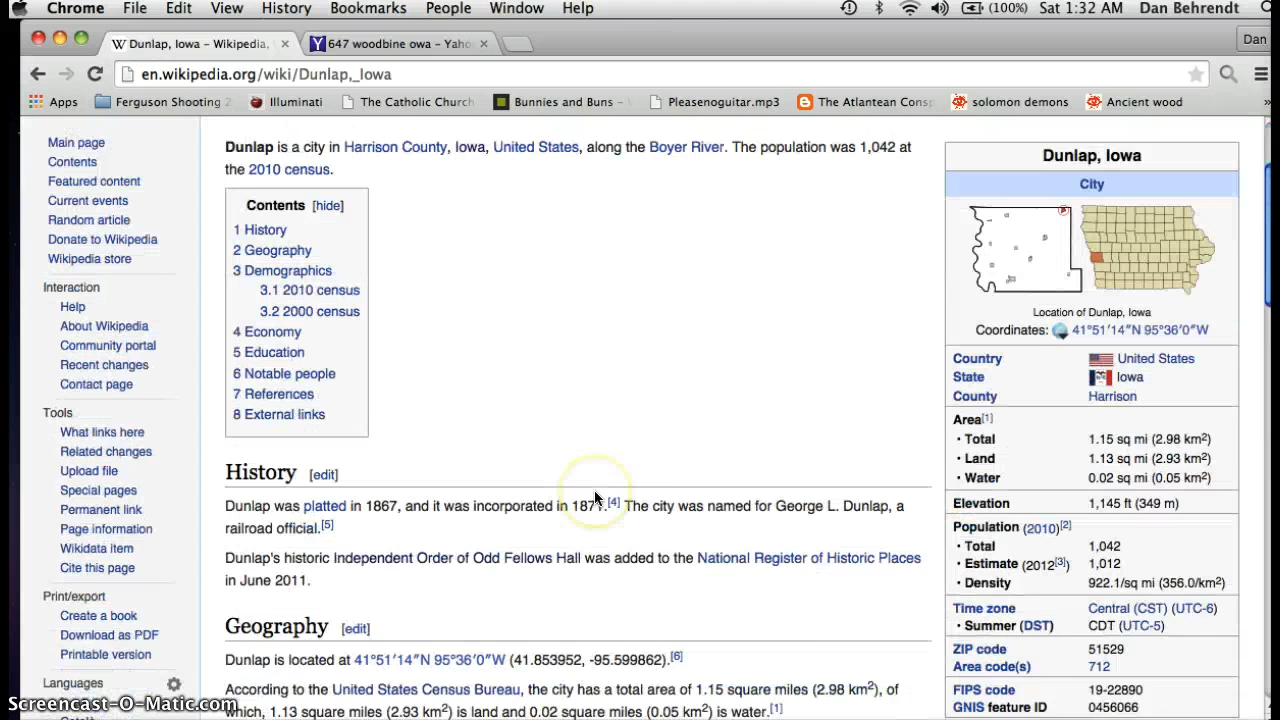 Chrome File Edit View History Bookmarks People Window Help (100%) Sat 1:32 AM Dan Behrendt
Dunlap, Iowa – Wikipedia, 647 woodbine owa – Yaho Dan
en.wikipedia.org/wiki/Dunlap,_Iowa
Apps Ferguson Shooting 2 Illuminati The Catholic Churc Bunnies and Buns – Pleasenoguitar.mp3 The Atlantean Consp solomon demons Ancient wood »
Main page
Contents
Featured content
Current events
Random article
Donate to Wikipedia
Wikipedia store
Interaction
Help
About Wikipedia
Community portal
Recent changes
Contact page
Tools
What links here
Related changes
Upload file
Special pages
Permanent link
Page information
Wikidata item
Cite this page
Print/export
Create a book
Download as PDF
Printable version
Languages
Dunlap is a city in Harrison County, Iowa, United States, along the Boyer River. The population was 1,042 at
the 2010 census.
Contents [hide]
1 History
2 Geography
3 Demographics
3.1 2010 census
3.2 2000 census
4 Economy
5 Education
6 Notable people
7 References
8 External links
History [edit]
Dunlap was platted in 1867, and it was incorporated in [4] The city was named for George L. Dunlap, a
railroad official.[5]
Dunlap's historic Independent Order of Odd Fellows Hall was added to the National Register of Historic Places
in June 2011.
Geography [edit]
Dunlap is located at 41°51′14″N 95°36′0″W (41.853952, -95.599862).[6]
According to the United States Census Bureau, the city has a total area of 1.15 square miles (2.98 km²), of
which, 1.13 square miles (2.93 km²) is land and 0.02 square miles (0.05 km²) is water.[1]
Dunlap, Iowa
City
Location of Dunlap, Iowa
Coordinates: 41°51′14″N 95°36′0″W
Country United States
State Iowa
County Harrison
Area[1]
• Total 1.15 sq mi (2.98 km²)
• Land 1.13 sq mi (2.93 km²)
• Water 0.02 sq mi (0.05 km²)
Elevation 1,145 ft (349 m)
Population (2010)[2]
• Total 1,042
• Estimate (2012[3]) 1,012
• Density 922.1/sq mi (356.0/km²)
Time zone Central (CST) (UTC-6)
• Summer (DST) CDT (UTC-5)
ZIP code 51529
Area code(s) 712
FIPS code 19-22890
GNIS feature ID 0456066
Screencast-O-Matic.com